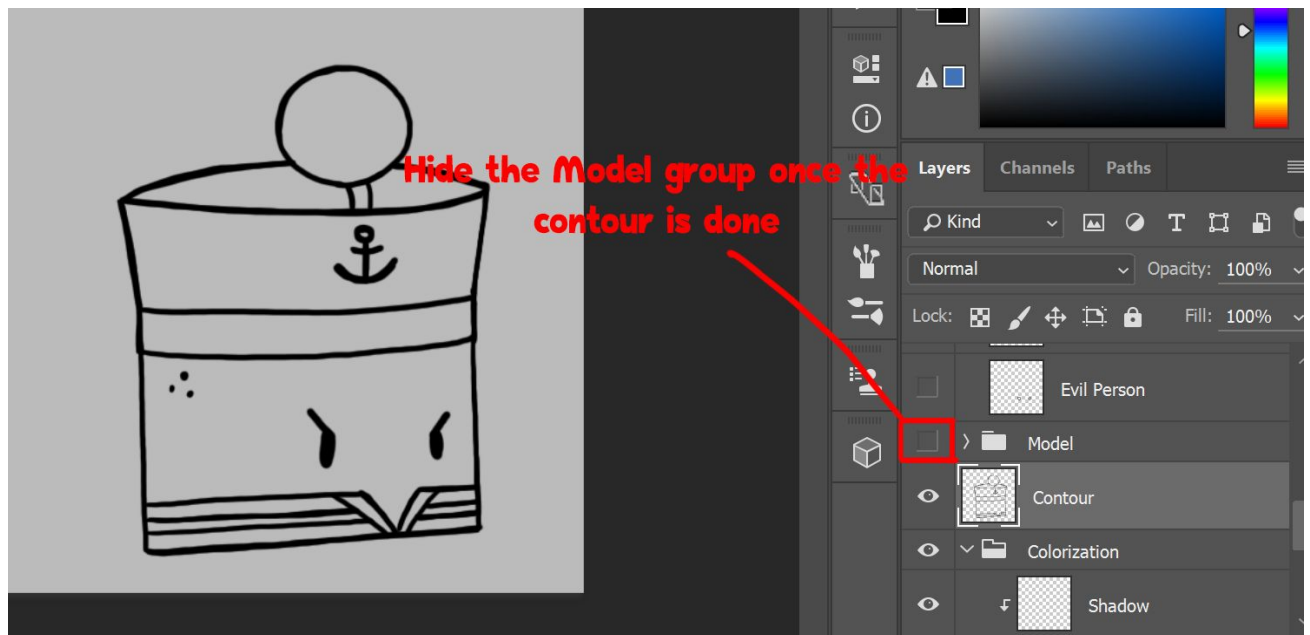 Hide the Model group once the
contour is done
Layers Channels Paths
Kind
Normal Opacity: 100%
Lock: Fill: 100%
Evil Person
Model
Contour
Colorization
Shadow